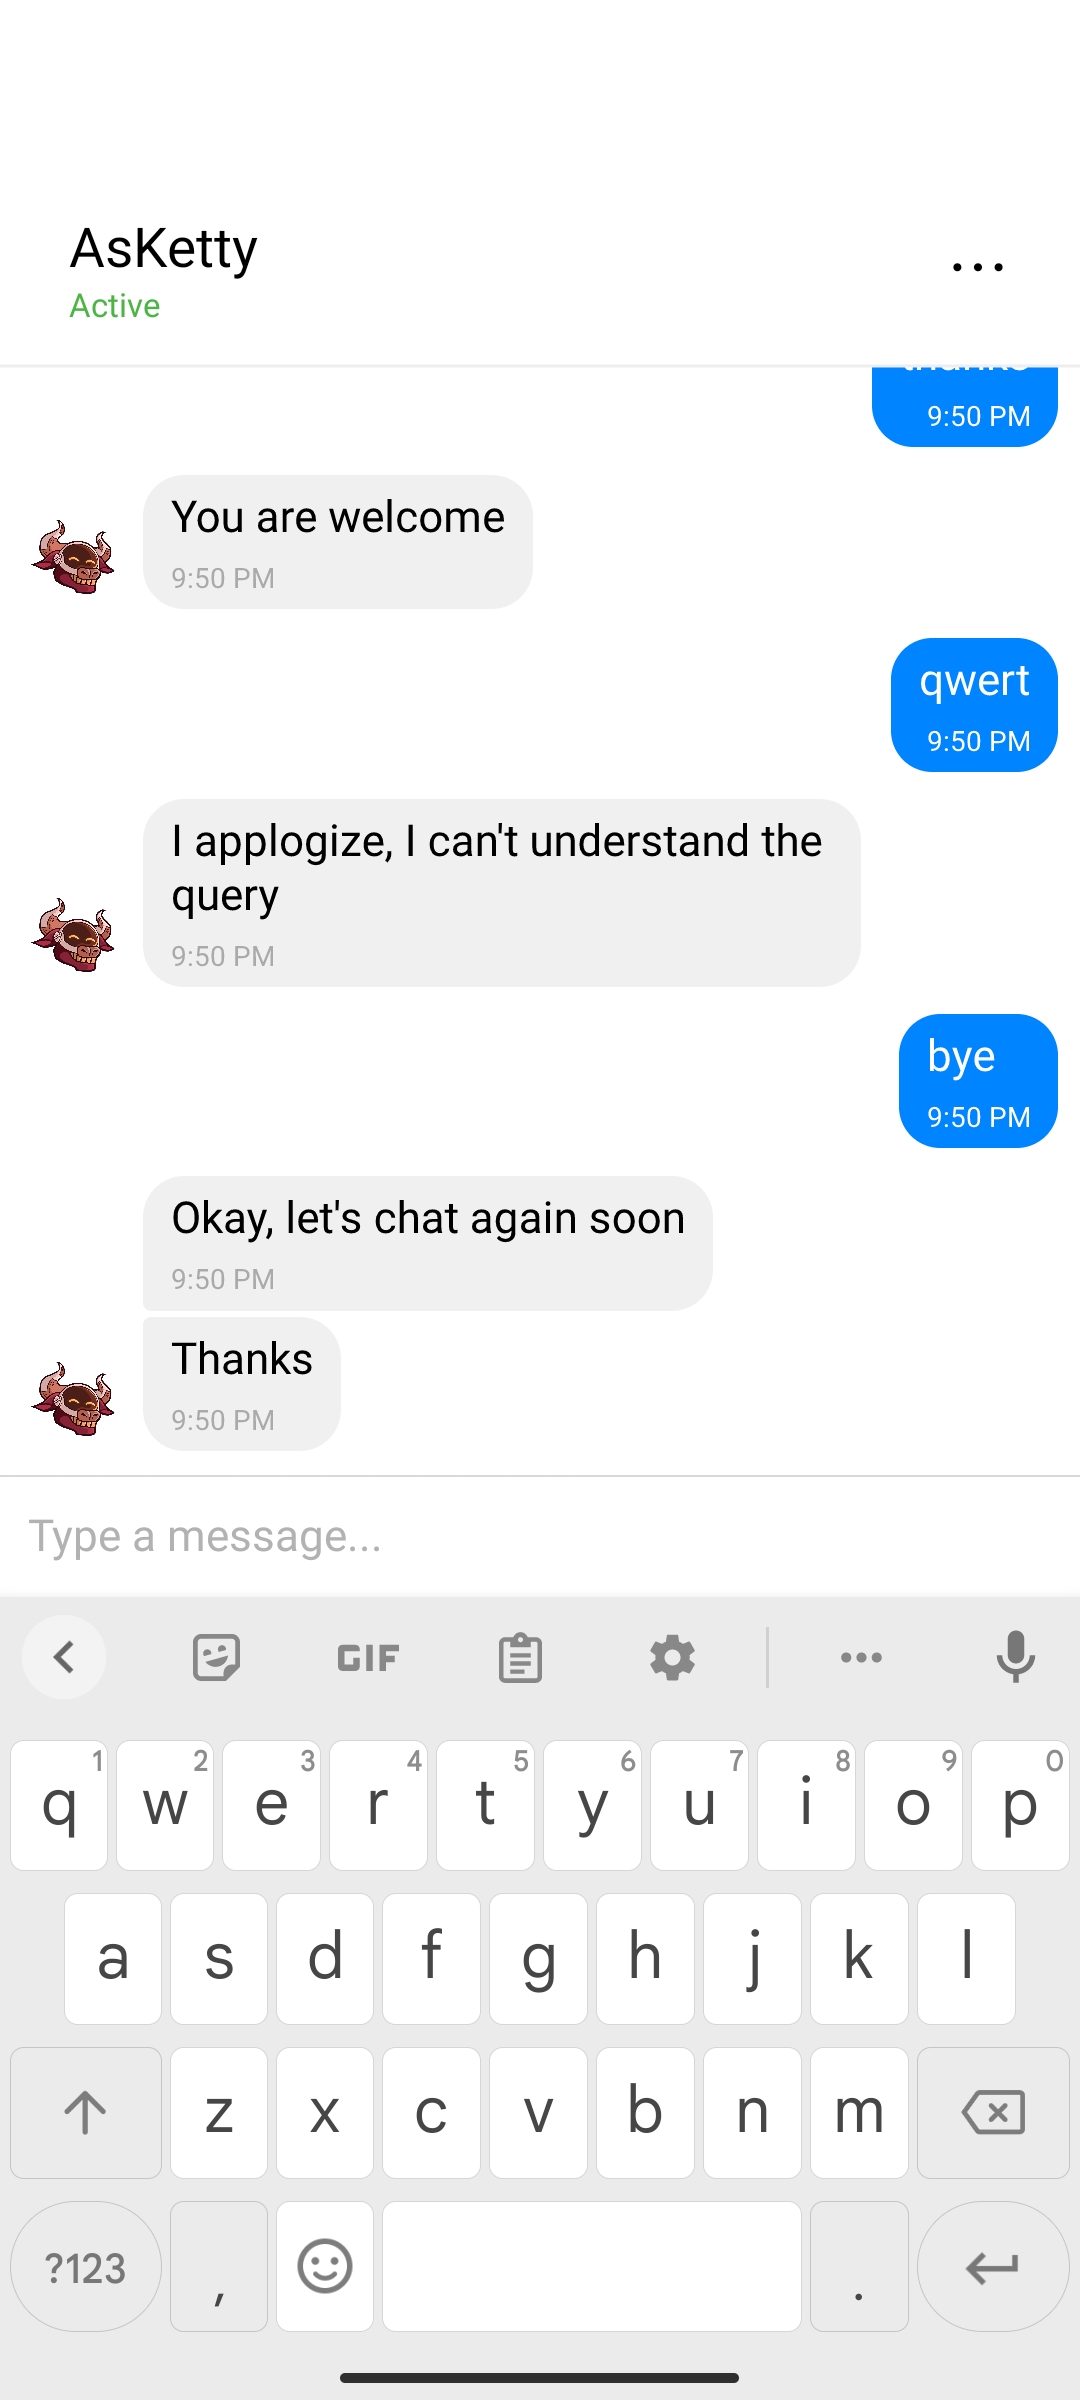 AsKetty
Active
9:50 PM
You are welcome
9:50 PM
qwert
9:50 PM
I applogize, I can't understand the
query
9:50 PM
bye
9:50 PM
Okay, let's chat again soon
9:50 PM
Thanks
9:50 PM
Type a message...
GIF
1 2 3 4 5 6 7 8 9 0
q w e r t y u i o p
a s d f g h j k l
z x c v b n m
?123 , .